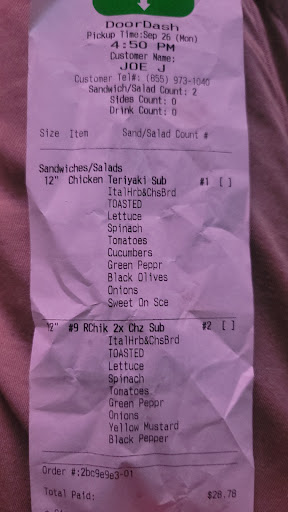 DoorDash
Pickup Time:Sep 26 (Mon)
4:50 PM
Customer Name:
JOE J
Customer Tel#: (855) 973-1040
Sandwich/Salad Count: 2
Sides Count: 0
Drink Count: 0
Size Item Sand/Salad Count #
Sandwiches/Salads
12" Chicken Teriyaki Sub #1 [ ]
ItalHrb&ChsBrd
TOASTED
Lettuce
Spinach
Tomatoes
Cucumbers
Green Peppr
Black Olives
Onions
Sweet On Sce
12" #9 RChik 2x Chz Sub #2 [ ]
ItalHrb&ChsBrd
TOASTED
Lettuce
Spinach
Tomatoes
Green Peppr
Onions
Yellow Mustard
Black Pepper
Order #:2bc9e9e3-01
Total Paid: $28.78